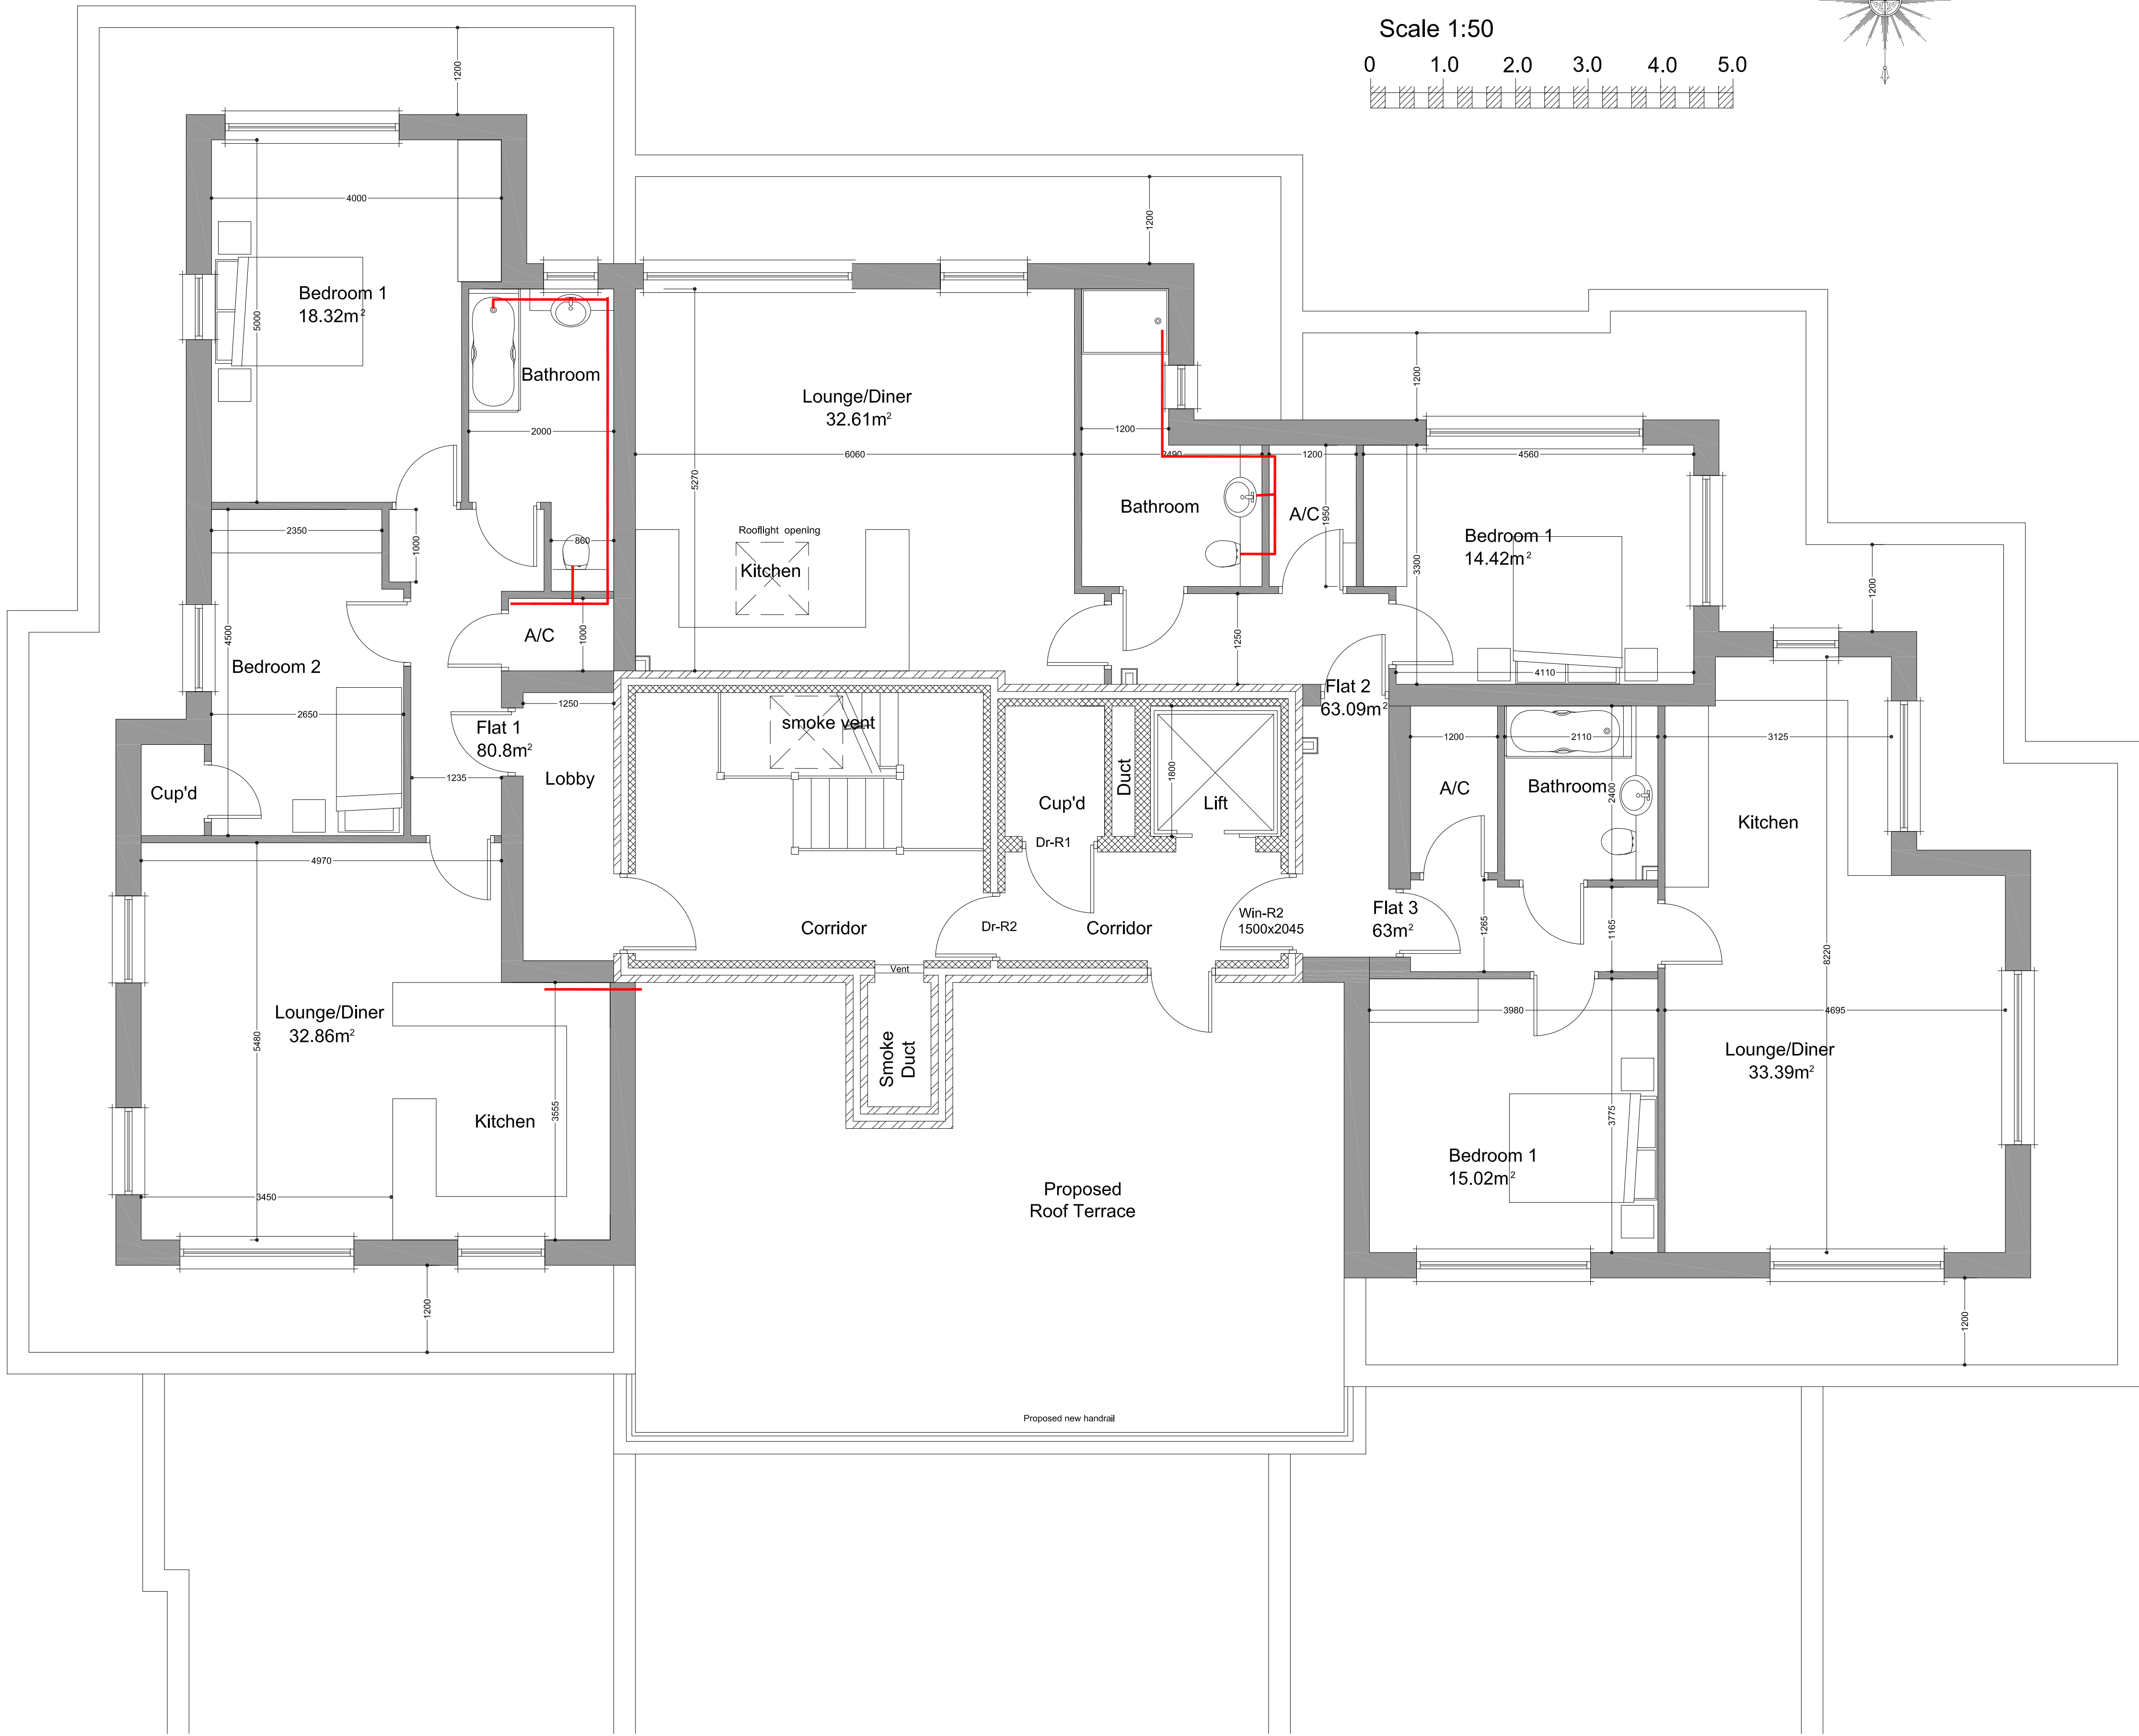 Scale 1:50
0 1.0 2.0 3.0 4.0 5.0
1200
4000
5000
Bedroom 1
18.32m²
Bathroom
2000
860
2350
1000
4500
Bedroom 2
2650
A/C
1000
Flat 1
80.8m²
1250
Lobby
1235
Cup'd
4970
Lounge/Diner
32.86m²
5480
Kitchen
3555
3450
1200
1200
Lounge/Diner
32.61m²
6060
5270
Rooflight opening
Kitchen
1200
2490
Bathroom
1200
A/C
1950
1250
1200
4560
Bedroom 1
14.42m²
3300
4110
Flat 2
63.09m²
smoke vent
Corridor
Cup'd
Duct
1800
Lift
Dr-R1
Dr-R2
Corridor
Win-R2
1500x2045
Vent
Smoke
Duct
Flat 3
63m²
1200
A/C
1265
2110
Bathroom
2400
1165
3125
Kitchen
1200
8220
3980
4695
Lounge/Diner
33.39m²
3775
Bedroom 1
15.02m²
1200
Proposed
Roof Terrace
Proposed new handrail